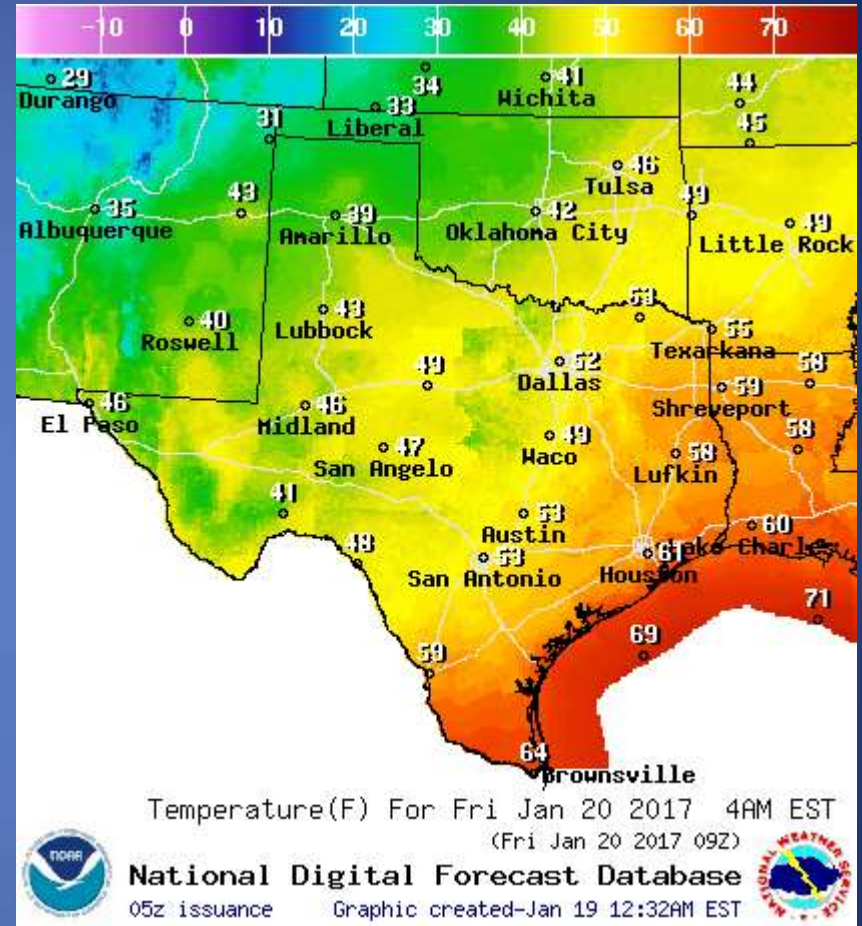 -10 0 10 20 30 40 50 60 70
29
Durango
34
33
Liberal
41
Wichita
44
45
31
46
Tulsa
35
Albuquerque
43
39
Amarillo
42
Oklahoma City
49
49
Little Rock
40
Roswell
43
Lubbock
53
55
Texarkana
52
Dallas
58
59
Shreveport
49
46
El Paso
46
Midland
47
San Angelo
49
Waco
58
Lufkin
58
41
53
Austin
48
53
San Antonio
61
Houston
60
Lake Charles
71
69
59
64
Brownsville
Temperature(F) For Fri Jan 20 2017 4AM EST
(Fri Jan 20 2017 09Z)
NOAA
National Digital Forecast Database
05z issuance Graphic created-Jan 19 12:32AM EST
NATIONAL WEATHER SERVICE